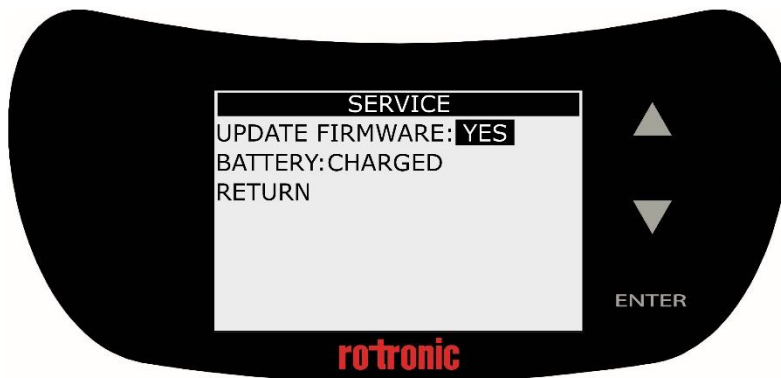 SERVICE
UPDATE FIRMWARE: YES
BATTERY:CHARGED
RETURN
ENTER
rotronic